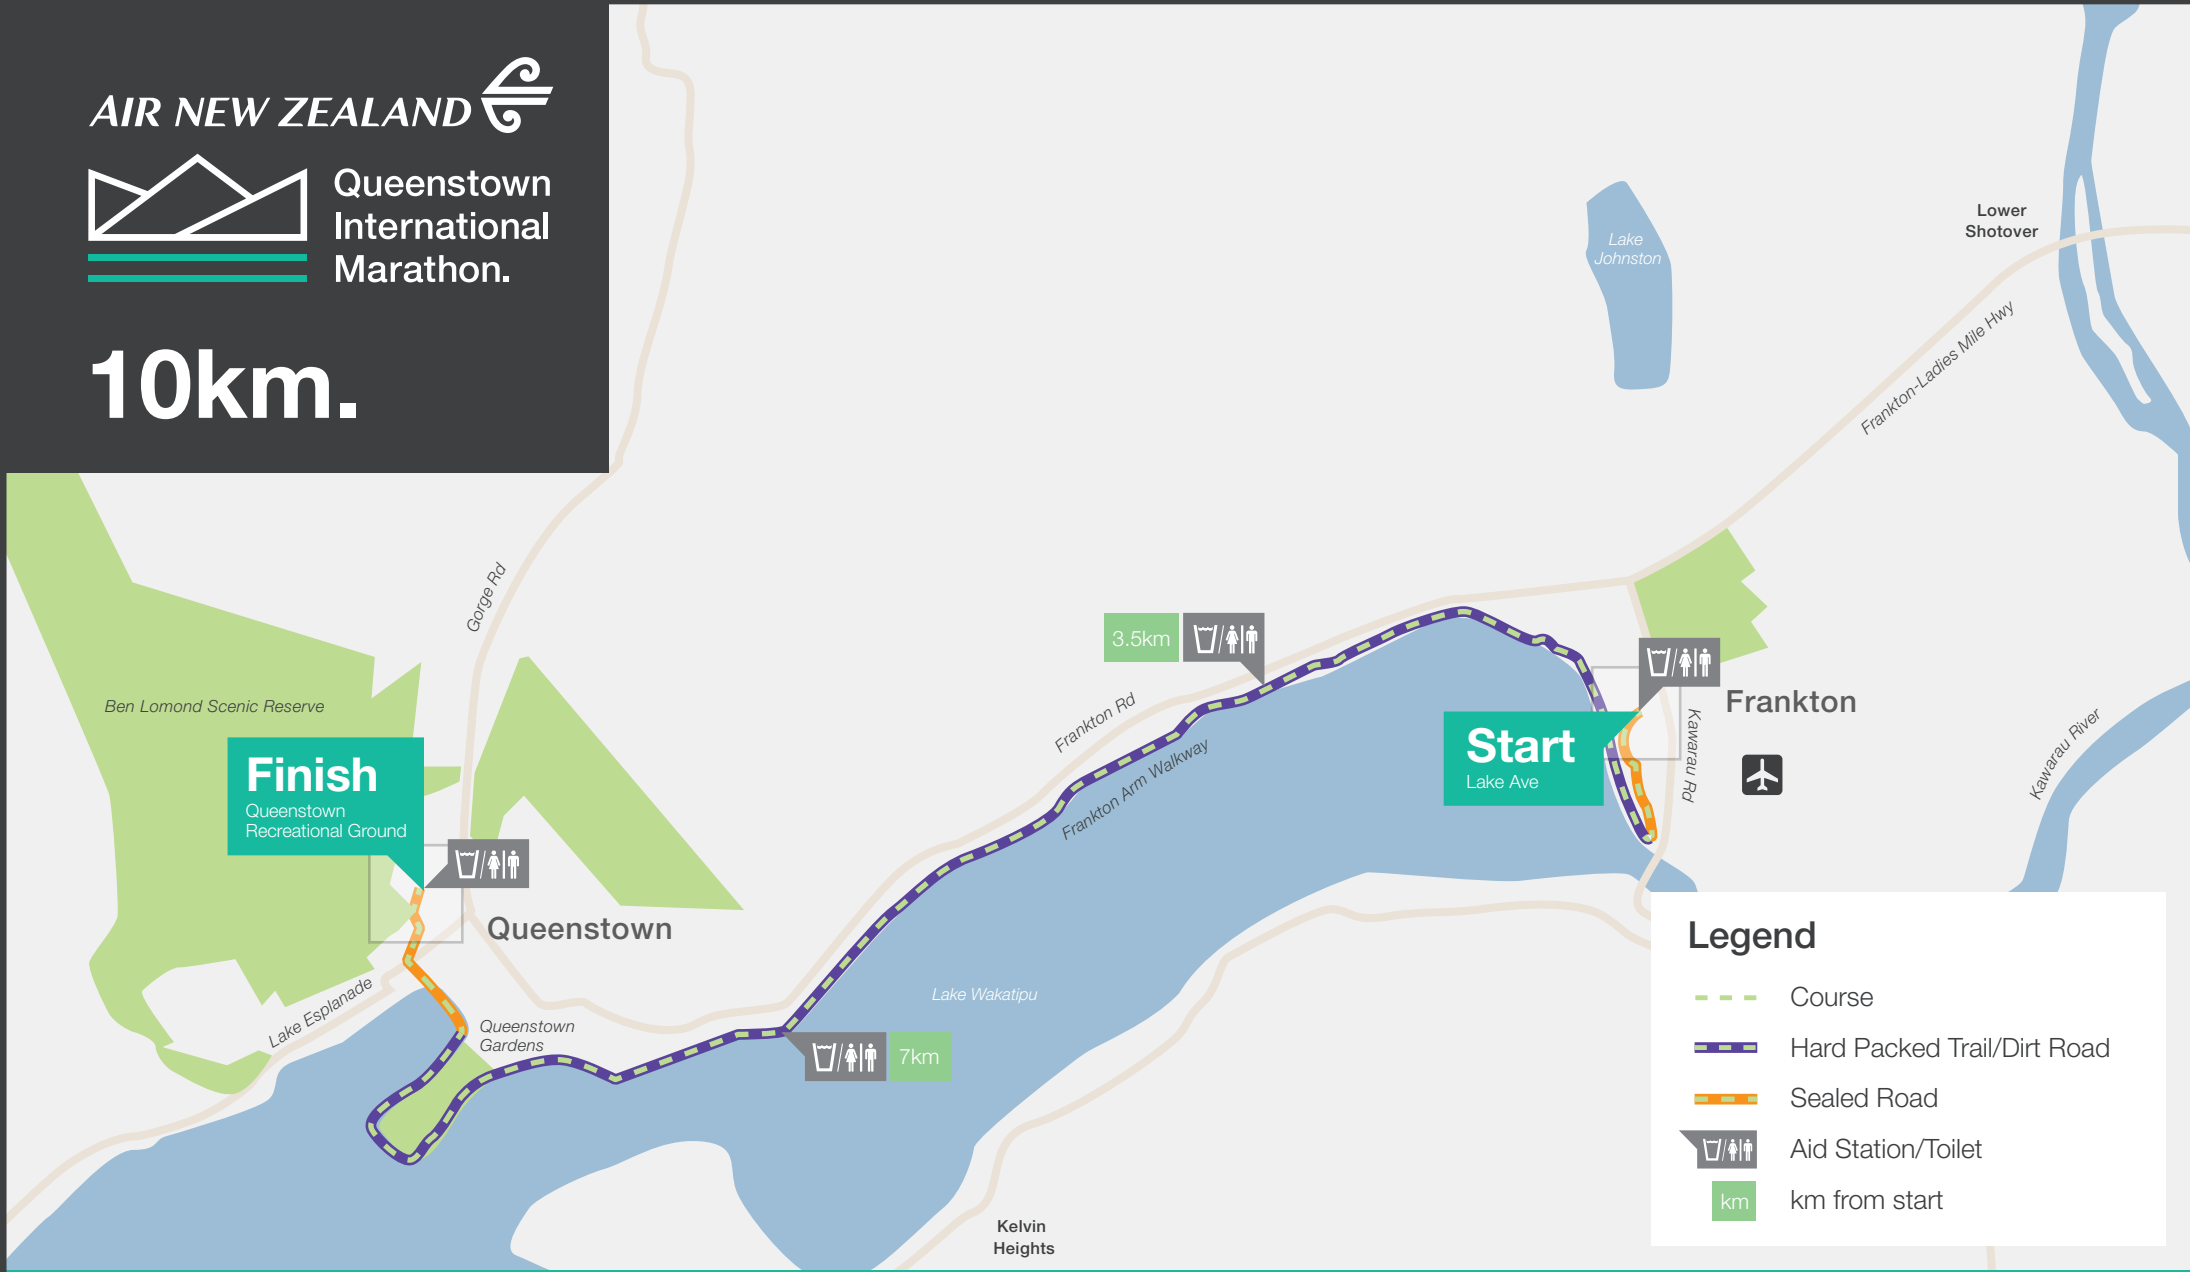 AIR NEW ZEALAND
Queenstown
International
Marathon.
10km.
Lake
Johnston
Lower
Shotover
Frankton-Ladies Mile Hwy
Gorge Rd
Ben Lomond Scenic Reserve
3.5km
Frankton Rd
Frankton Arm Walkway
Frankton
Kawarau Rd
Kawarau River
Start
Lake Ave
Finish
Queenstown
Recreational Ground
Queenstown
Lake Esplanade
Queenstown
Gardens
Lake Wakatipu
7km
Kelvin
Heights
Legend
Course
Hard Packed Trail/Dirt Road
Sealed Road
Aid Station/Toilet
km
km from start